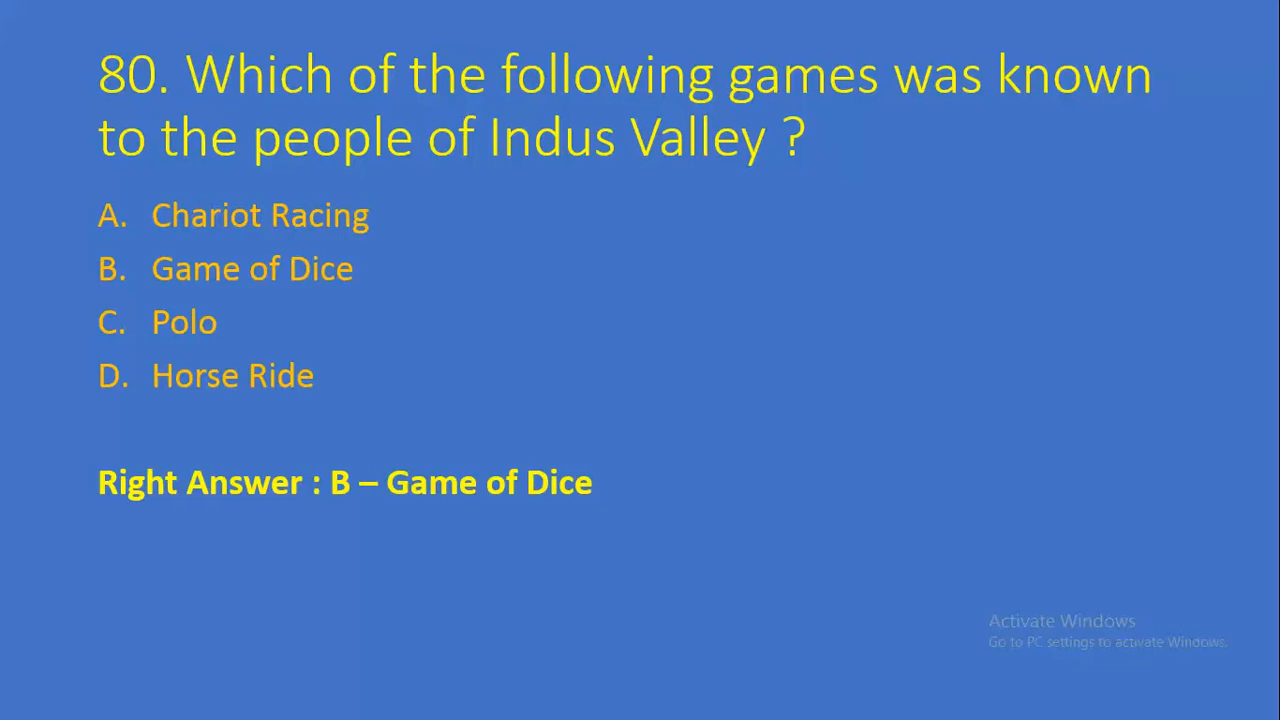 80. Which of the following games was known
to the people of Indus Valley ?
A. Chariot Racing
B. Game of Dice
C. Polo
D. Horse Ride
Right Answer : B – Game of Dice
Activate Windows
Go to PC settings to activate Windows.